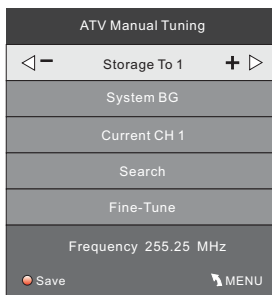 ATV Manual Tuning
Storage To 1
System BG
Current CH 1
Search
Fine-Tune
Frequency 255.25 MHz
Save MENU